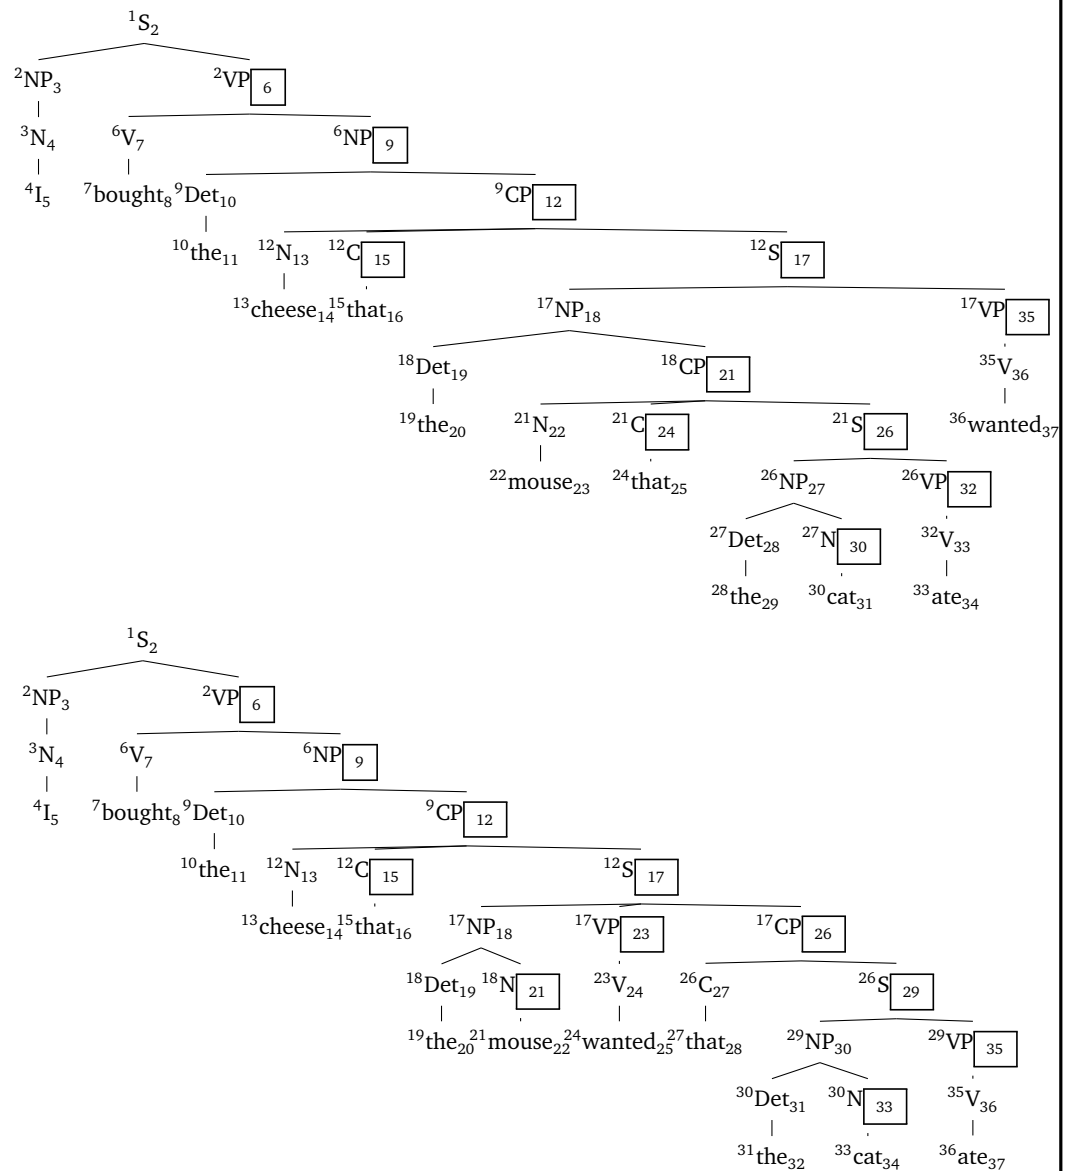 ¹S₂
²NP₃ ²VP 6
³N₄ ⁶V₇ ⁶NP 9
⁴I₅ ⁷bought₈ ⁹Det₁₀ ⁹CP 12
¹⁰the₁₁ ¹²N₁₃ ¹²C 15 ¹²S 17
¹³cheese₁₄ ¹⁵that₁₆ ¹⁷NP₁₈ ¹⁷VP 35
¹⁸Det₁₉ ¹⁸CP 21 ³⁵V₃₆
¹⁹the₂₀ ²¹N₂₂ ²¹C 24 ²¹S 26 ³⁶wanted₃₇
²²mouse₂₃ ²⁴that₂₅ ²⁶NP₂₇ ²⁶VP 32
²⁷Det₂₈ ²⁷N 30 ³²V₃₃
²⁸the₂₉ ³⁰cat₃₁ ³³ate₃₄
¹S₂
²NP₃ ²VP 6
³N₄ ⁶V₇ ⁶NP 9
⁴I₅ ⁷bought₈ ⁹Det₁₀ ⁹CP 12
¹⁰the₁₁ ¹²N₁₃ ¹²C 15 ¹²S 17
¹³cheese₁₄ ¹⁵that₁₆ ¹⁷NP₁₈ ¹⁷VP 23 ¹⁷CP 26
¹⁸Det₁₉ ¹⁸N 21 ²³V₂₄ ²⁶C₂₇ ²⁶S 29
¹⁹the₂₀ ²¹mouse₂₂ ²⁴wanted₂₅ ²⁷that₂₈ ²⁹NP₃₀ ²⁹VP 35
³⁰Det₃₁ ³⁰N 33 ³⁵V₃₆
³¹the₃₂ ³³cat₃₄ ³⁶ate₃₇